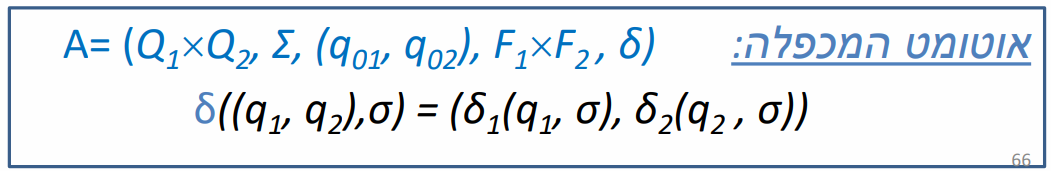 אוטומט המכפלה: A= (Q₁×Q₂, Σ, (q₀₁, q₀₂), F₁×F₂ , δ)
δ((q₁, q₂),σ) = (δ₁(q₁, σ), δ₂(q₂ , σ))
66